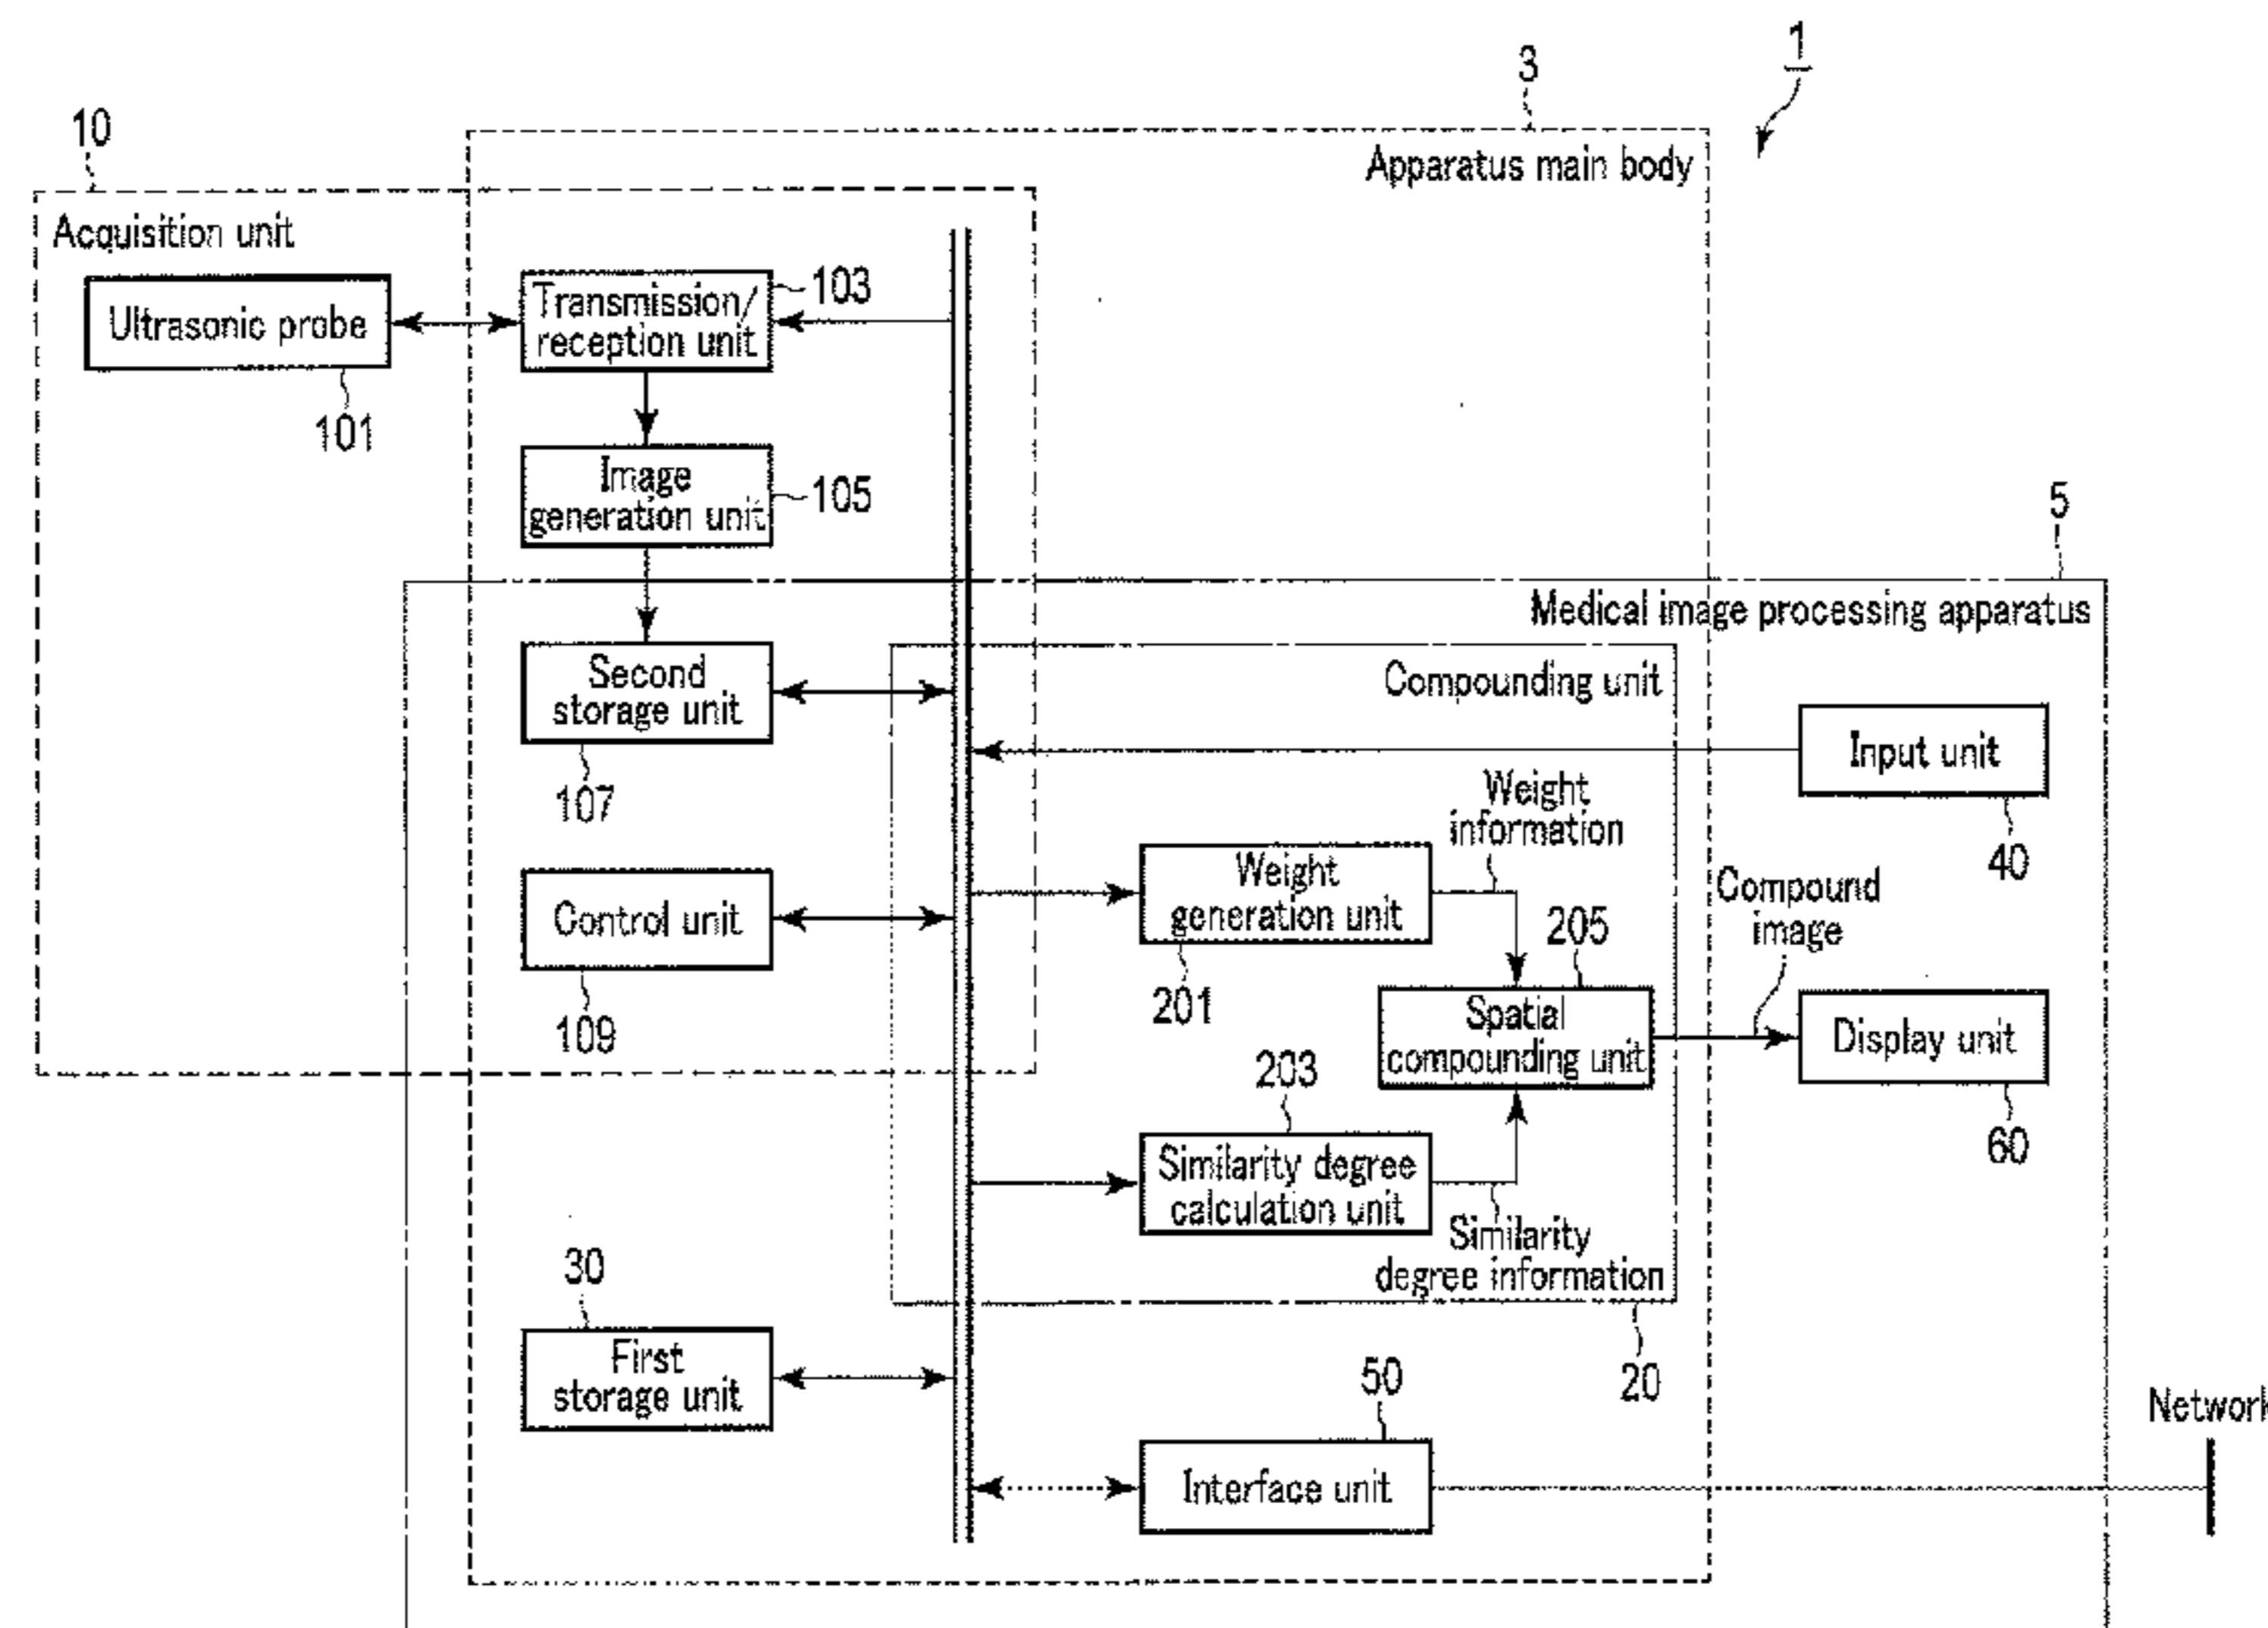 1
3
Apparatus main body
10
Acquisition unit
Ultrasonic probe
101
Transmission/
reception unit
103
Image
generation unit
105
5
Medical image processing apparatus
Second
storage unit
107
Compounding unit
Input unit
40
Weight
information
Weight
generation unit
201
Control unit
109
205
Spatial
compounding unit
Compound
image
Display unit
60
203
Similarity degree
calculation unit
Similarity
degree information
20
30
First
storage unit
50
Interface unit
Network